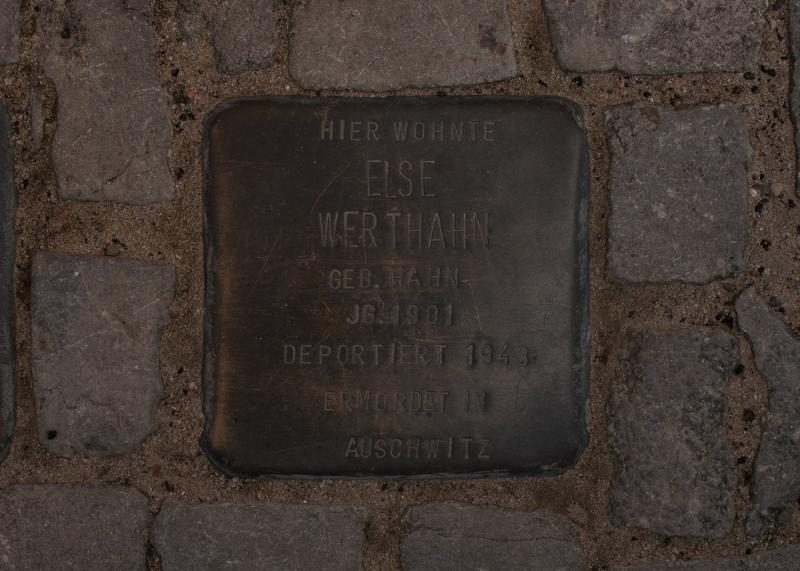 HIER WOHNTE
ELSE
WERTHAHN
GEB. HAHN
JG. 1901
DEPORTIERT 1943
ERMORDET IN
AUSCHWITZ